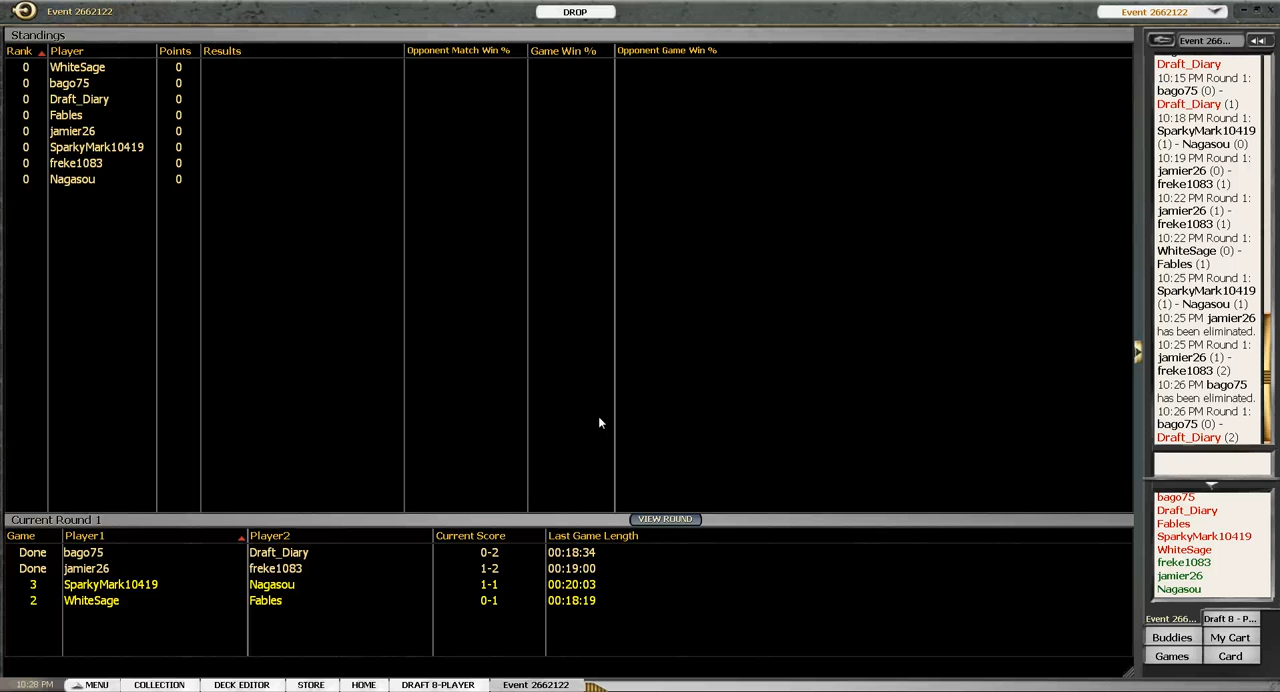 Event 2662122
DROP
Event 2662122
Standings
Rank Player Points Results Opponent Match Win % Game Win % Opponent Game Win %
0 WhiteSage 0
0 bago75 0
0 Draft_Diary 0
0 Fables 0
0 jamier26 0
0 SparkyMark10419 0
0 freke1083 0
0 Nagasou 0
Current Round 1
VIEW ROUND
Game Player1 Player2 Current Score Last Game Length
Done bago75 Draft_Diary 0-2 00:18:34
Done jamier26 freke1083 1-2 00:19:00
3 SparkyMark10419 Nagasou 1-1 00:20:03
2 WhiteSage Fables 0-1 00:18:19
Event 266...
Draft_Diary
10:15 PM Round 1:
bago75 (0) -
Draft_Diary (1)
10:18 PM Round 1:
SparkyMark10419
(1) - Nagasou (0)
10:19 PM Round 1:
jamier26 (0) -
freke1083 (1)
10:22 PM Round 1:
jamier26 (1) -
freke1083 (1)
10:22 PM Round 1:
WhiteSage (0) -
Fables (1)
10:25 PM Round 1:
SparkyMark10419
(1) - Nagasou (1)
10:25 PM jamier26
has been eliminated.
10:25 PM Round 1:
jamier26 (1) -
freke1083 (2)
10:26 PM bago75
has been eliminated.
10:26 PM Round 1:
bago75 (0) -
Draft_Diary (2)
bago75
Draft_Diary
Fables
SparkyMark10419
WhiteSage
freke1083
jamier26
Nagasou
Event 266... Draft 8 - P...
Buddies My Cart
Games Card
10:28 PM MENU COLLECTION DECK EDITOR STORE HOME DRAFT 8-PLAYER Event 2662122